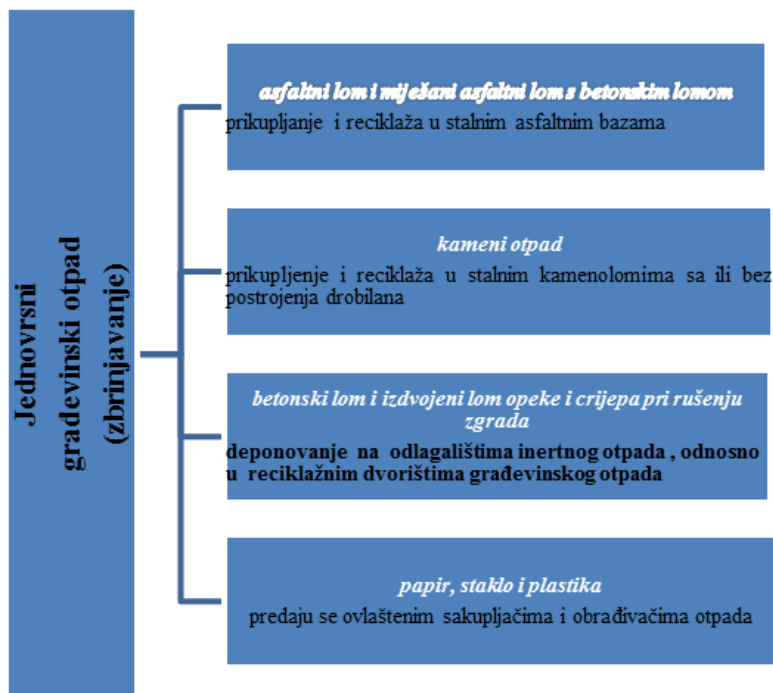 Jednovrsni
građevinski otpad
(zbrinjavanje)
asfaltni lom i miješani asfaltni lom s betonskim lomom
prikupljanje i reciklaža u stalnim asfaltnim bazama
kameni otpad
prikupljenje i reciklaža u stalnim kamenolomima sa ili bez
postrojenja drobilana
betonski lom i izdvojeni lom opeke i crijepa pri rušenju
zgrada
deponovanje na odlagalištima inertnog otpada , odnosno
u reciklažnim dvorištima građevinskog otpada
papir, staklo i plastika
predaju se ovlaštenim sakupljačima i obrađivačima otpada